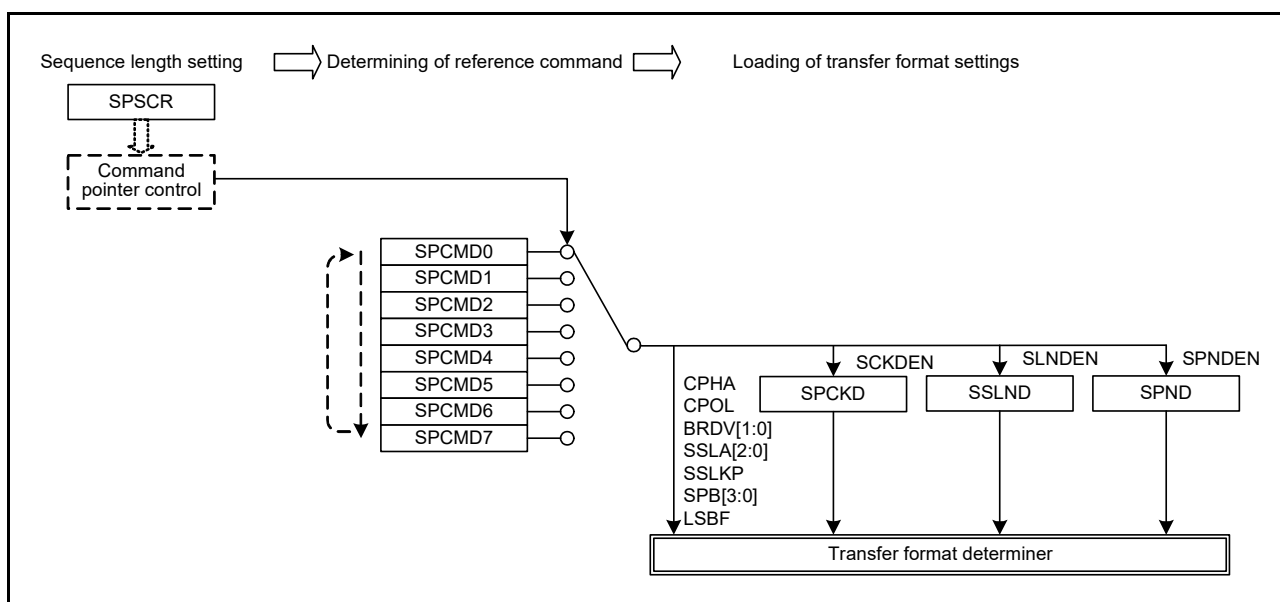 Sequence length setting
Determining of reference command
Loading of transfer format settings
SPSCR
Command
pointer control
SPCMD0
SPCMD1
SPCMD2
SPCMD3
SPCMD4
SPCMD5
SPCMD6
SPCMD7
CPHA
CPOL
BRDV[1:0]
SSLA[2:0]
SSLKP
SPB[3:0]
LSBF
SCKDEN
SPCKD
SLNDEN
SSLND
SPNDEN
SPND
Transfer format determiner